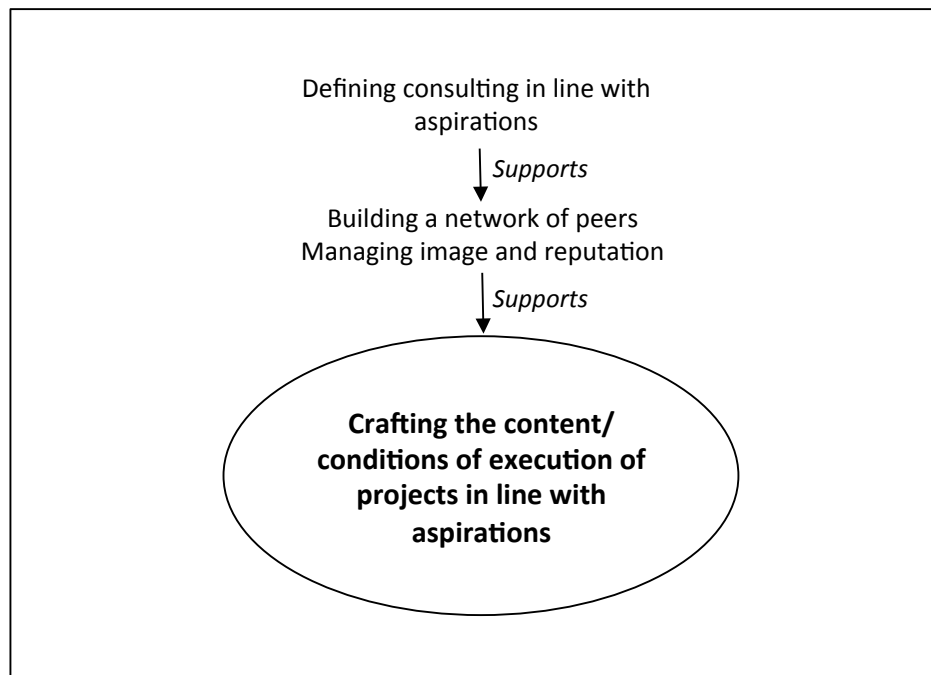 Defining consulting in line with
aspirations
Supports
Building a network of peers
Managing image and reputation
Supports
Crafting the content/
conditions of execution of
projects in line with
aspirations